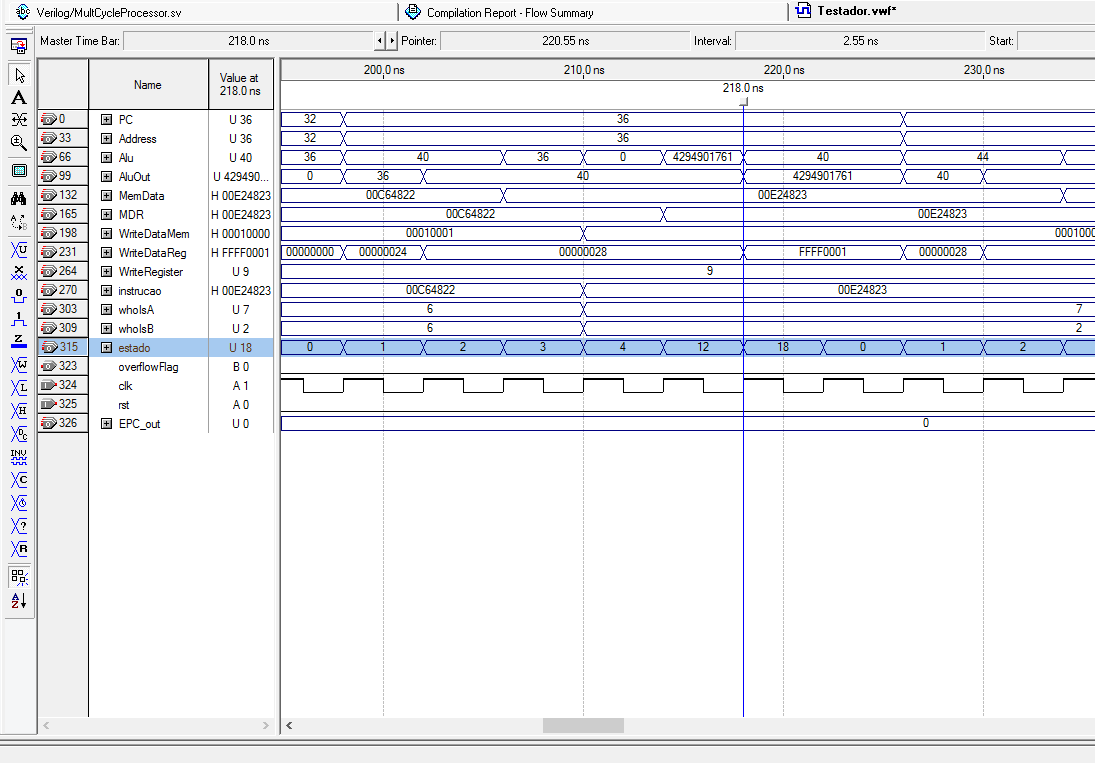 Verilog/MultCycleProcessor.sv Compilation Report - Flow Summary Testador.vwf*
Master Time Bar: 218.0 ns Pointer: 220.55 ns Interval: 2.55 ns Start:
Name Value at 218.0 ns 200.0 ns 210.0 ns 220.0 ns 230.0 ns
218.0 ns
0 PC U 36 32 36
33 Address U 36 32 36
66 Alu U 40 36 40 36 0 4294901761 40 44
99 AluOut U 429490... 0 36 40 4294901761 40
132 MemData H 00E24823 00C64822 00E24823
165 MDR H 00E24823 00C64822 00E24823
198 WriteDataMem H 00010000 00010001 000100
231 WriteDataReg H FFFF0001 00000000 00000024 00000028 FFFF0001 00000028
264 WriteRegister U 9 9
270 instrucao H 00E24823 00C64822 00E24823
303 whoIsA U 7 6 7
309 whoIsB U 2 6 2
315 estado U 18 0 1 2 3 4 12 18 0 1 2
323 overflowFlag B 0
324 clk A 1
325 rst A 0
326 EPC_out U 0 0